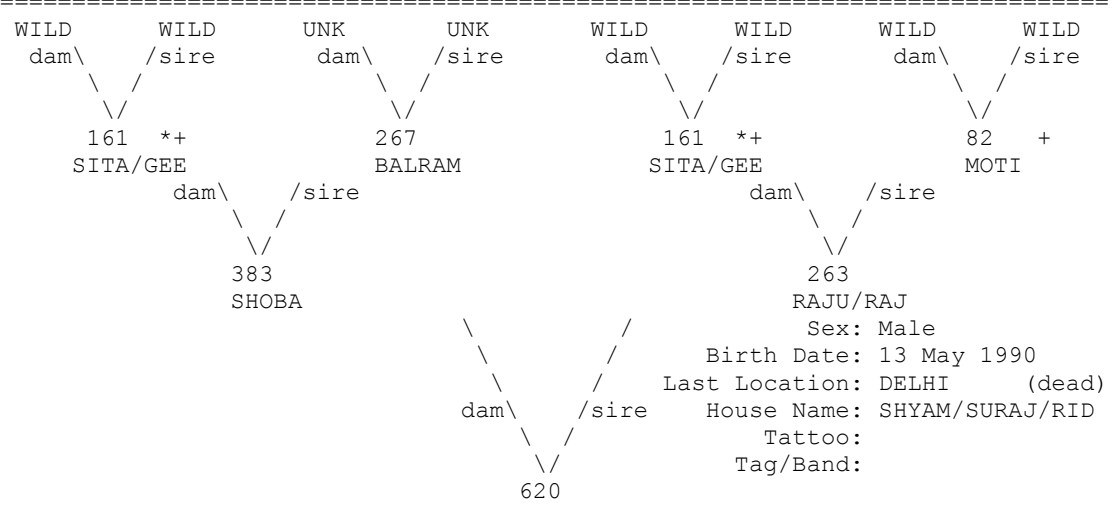 ==============================================================================
WILD WILD UNK UNK WILD WILD WILD WILD
dam\ /sire dam\ /sire dam\ /sire dam\ /sire
\ / \ / \ / \ /
\/ \/ \/ \/
161 *+ 267 161 *+ 82 +
SITA/GEE BALRAM SITA/GEE MOTI
dam\ /sire dam\ /sire
\ / \ /
\/ \/
383 263
SHOBA RAJU/RAJ
\ / Sex: Male
\ / Birth Date: 13 May 1990
\ / Last Location: DELHI (dead)
dam\ /sire House Name: SHYAM/SURAJ/RID
\ / Tattoo:
\/ Tag/Band:
620